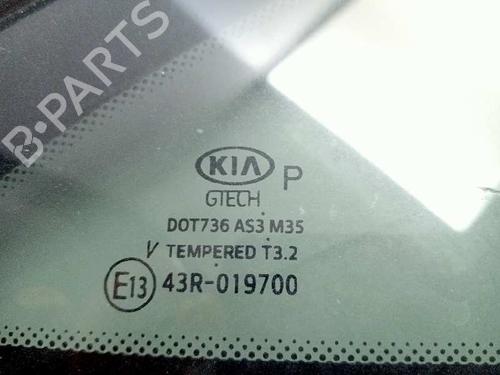 B-PARTS
KIA P
GTECH
DOT736 AS3 M35
V TEMPERED T3.2
E13 43R-019700